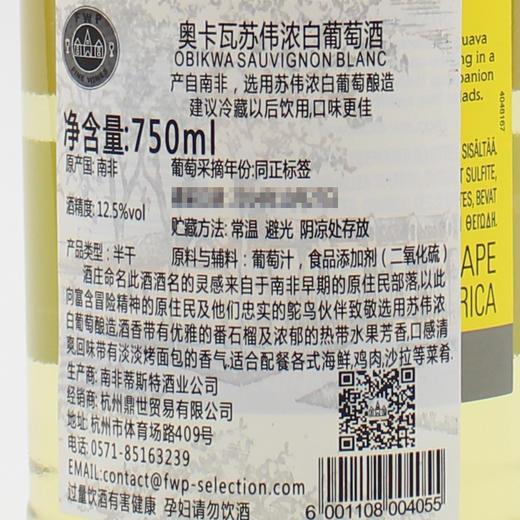 FWP
FINE WINES
奥卡瓦苏伟浓白葡萄酒
OBIKWA SAUVIGNON BLANC
产自南非，选用苏伟浓白葡萄酿造
建议冷藏以后饮用,口味更佳
净含量:750ml
原产国:南非 葡萄采摘年份:同正标签
酒精度:12.5%vol
贮藏方法:常温 避光 阴凉处存放
产品类型:半干 原料与辅料:葡萄汁，食品添加剂（二氧化硫）
酒庄命名此酒酒名的灵感来自于南非早期的原住民部落,以此
向富含冒险精神的原住民及他们忠实的鸵鸟伙伴致敬选用苏伟浓
白葡萄酿造,酒香带有优雅的番石榴及浓郁的热带水果芳香,口感清
爽回味带有淡淡烤面包的香气,适合配餐各式海鲜,鸡肉,沙拉等菜肴.
生产商:南非蒂斯特酒业公司
经销商:杭州鼎世贸易有限公司
地址:杭州市体育场路409号
电话:0571-85163239
EMAIL:contact@fwp-selection.com
过量饮酒有害健康 孕妇请勿饮酒
6 001108 004055
guava
ing in a
panion
ads.
4048167
SISÄLTÄÄ
SULFITE,
TES, BEVAT
ΘΕΙΩΔΗ.
APE
RICA